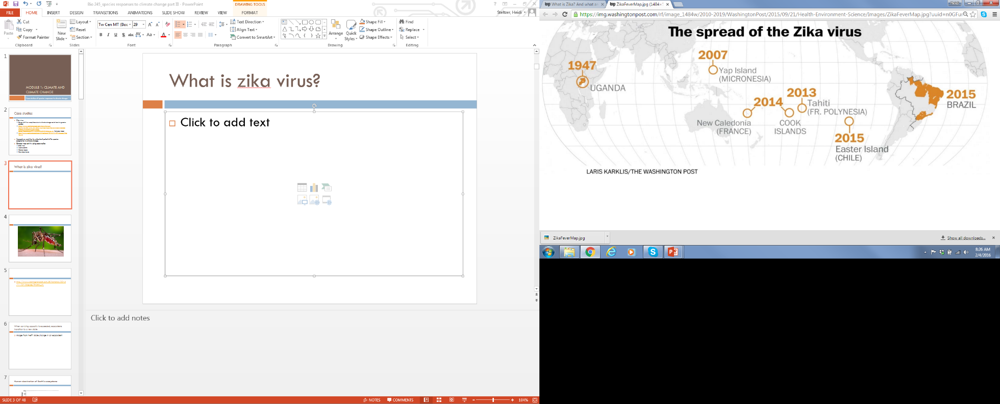 Bio 245_species responses to climate change part III - PowerPoint
DRAWING TOOLS
FILE HOME INSERT DESIGN TRANSITIONS ANIMATIONS SLIDE SHOW REVIEW VIEW FORMAT
Steltzer, Heidi
Paste
Cut
Copy
Format Painter
Clipboard
New
Slide
Layout
Reset
Section
Slides
Tw Cen MT (Boc 29
B I U S abc AV Aa A
Font
Paragraph
Text Direction
Align Text
Convert to SmartArt
Arrange
Quick
Styles
Shape Fill
Shape Outline
Shape Effects
Drawing
Find
Replace
Select
Editing
1
MODULE 1: CLIMATE AND
CLIMATE CHANGE
2
Case studies
3
What is zika virus?
4
5
6
When carrying capacity is exceeded, ecosystems
transition to a new state
7
Human domination of Earth's ecosystems
What is zika virus?
Click to add text
Click to add notes
SLIDE 3 OF 48
NOTES COMMENTS 104%
wp What is Zika? And what ar
wp ZikaFeverMap.jpg (1484×
Heidi
https://img.washingtonpost.com/rf/image_1484w/2010-2019/WashingtonPost/2015/09/21/Health-Environment-Science/Images/ZikaFeverMap.jpg?uuid=n0GFur
The spread of the Zika virus
1947
UGANDA
2007
Yap Island
(MICRONESIA)
2013
Tahiti
(FR. POLYNESIA)
2014
New Caledonia
(FRANCE)
COOK
ISLANDS
2015
BRAZIL
2015
Easter Island
(CHILE)
LARIS KARKLIS/THE WASHINGTON POST
ZikaFeverMap.jpg
Show all downloads...
8:26 AM
2/4/2016